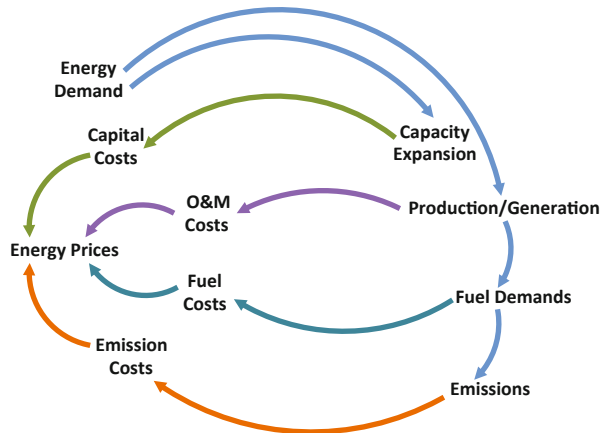 Energy
Demand
Capital
Costs
Capacity
Expansion
O&M
Costs
Production/Generation
Energy Prices
Fuel
Costs
Fuel Demands
Emission
Costs
Emissions